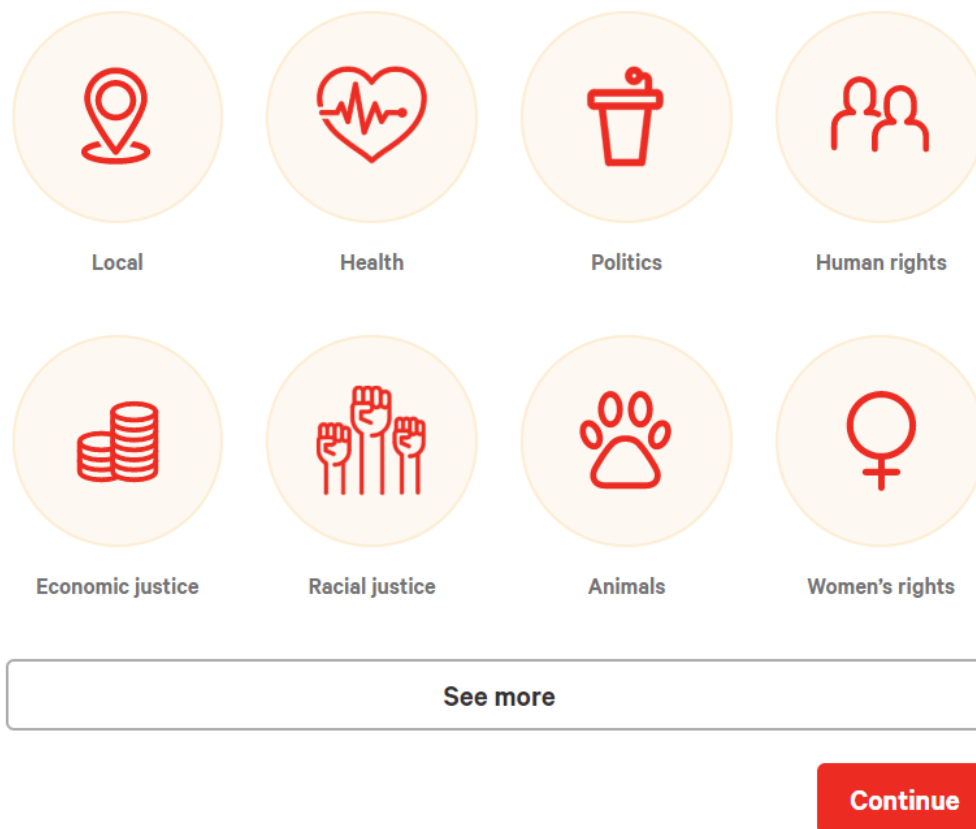 Local
Health
Politics
Human rights
Economic justice
Racial justice
Animals
Women’s rights
See more
Continue